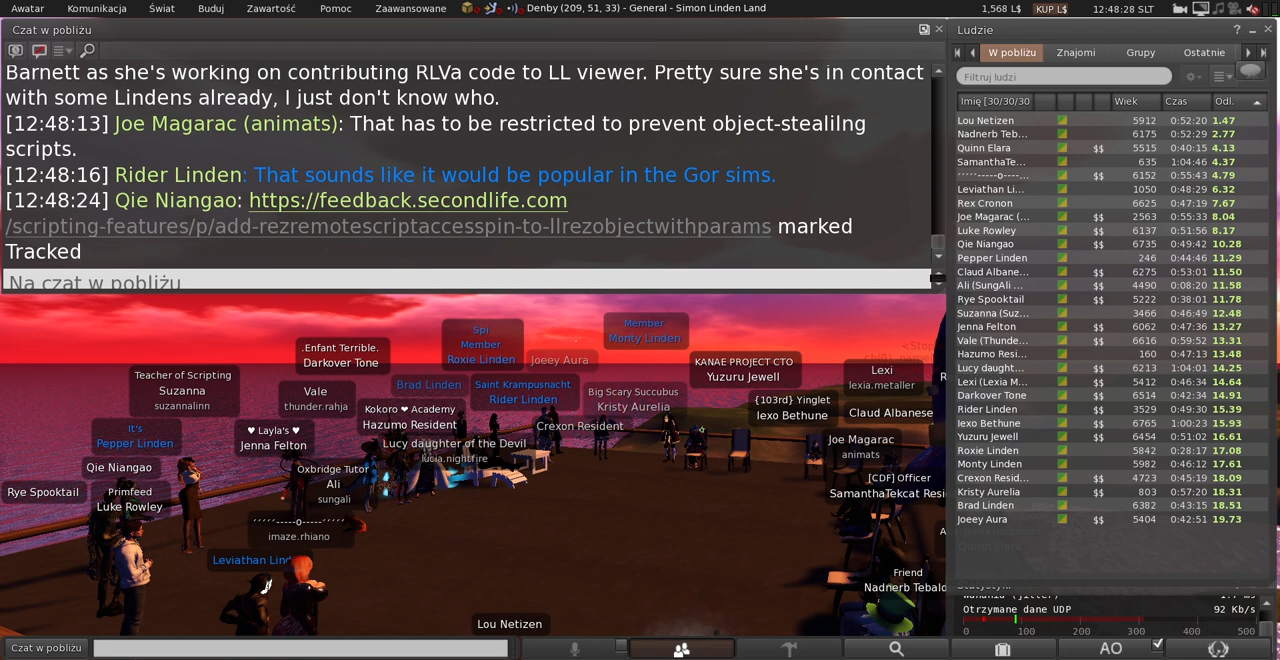 Awatar Komunikacja Świat Buduj Zawartość Pomoc Zaawansowane Denby (209, 51, 33) - General - Simon Linden Land 1,568 L$ KUP L$ 12:48:28 SLT
Czat w pobliżu
Barnett as she's working on contributing RLVa code to LL viewer. Pretty sure she's in contact
with some Lindens already, I just don't know who.
[12:48:13] Joe Magarac (animats): That has to be restricted to prevent object-stealilng
scripts.
[12:48:16] Rider Linden: That sounds like it would be popular in the Gor sims.
[12:48:24] Qie Niangao: https://feedback.secondlife.com
/scripting-features/p/add-rezremotescriptaccesspin-to-llrezobjectwithparams marked
Tracked
Na czat w pobliżu
Spi
Member
Roxie Linden
Member
Monty Linden
.Enfant Terrible.
Darkover Tone
Joeey Aura
KANAE PROJECT CTO
Yuzuru Jewell
Lexi
lexia.metaller
Teacher of Scripting
Suzanna
suzannalinn
Vale
thunder.rahja
Brad Linden
Saint Krampusnacht
Rider Linden
Big Scary Succubus
Kristy Aurelia
{103rd} Yinglet
Iexo Bethune
Claud Albanese
Kokoro ❤ Academy
Hazumo Resident
Crexon Resident
It's
Pepper Linden
♥ Layla's ♥
Jenna Felton
Lucy daughter of the Devil
lucia.nightfire
Joe Magarac
animats
Qie Niangao
Oxbridge Tutor
Ali
sungali
[CDF] Officer
SamanthaTekcat Resi
Rye Spooktail
Primfeed
Luke Rowley
´´´´´-----o-----´´´´´
imaze.rhiano
Leviathan Lind
Friend
Nadnerb Tebald
Lou Netizen
Czat w pobliżu
Ludzie
W pobliżu Znajomi Grupy Ostatnie
Filtruj ludzi
Imię [30/30/30 Wiek Czas Odl.
Lou Netizen 5912 0:52:20 1.47
Nadnerb Teb... 6175 0:52:29 2.77
Quinn Elara $$ 5515 0:40:15 4.13
SamanthaTe... 635 1:04:46 4.37
´´´´´-----o----... $$ 6152 0:55:43 4.79
Leviathan Li... 1050 0:48:29 6.32
Rex Cronon 6625 0:47:19 7.67
Joe Magarac (... $$ 2563 0:55:33 8.04
Luke Rowley $$ 6137 0:51:56 8.17
Qie Niangao $$ 6735 0:49:42 10.28
Pepper Linden 246 0:44:46 11.29
Claud Albane... $$ 6275 0:53:01 11.50
Ali (SungAli ... $$ 4490 0:08:20 11.58
Rye Spooktail $$ 5222 0:38:01 11.78
Suzanna (Suz... 3466 0:46:49 12.48
Jenna Felton $$ 6062 0:47:36 13.27
Vale (Thunde... $$ 6616 0:59:52 13.31
Hazumo Resi... 160 0:47:13 13.48
Lucy daught... $$ 6213 1:04:01 14.25
Lexi (Lexia M... $$ 5412 0:46:34 14.64
Darkover Tone $$ 6514 0:42:34 14.91
Rider Linden $$ 3529 0:49:30 15.39
Iexo Bethune $$ 6765 1:00:23 15.93
Yuzuru Jewell $$ 6454 0:51:02 16.61
Roxie Linden 5842 0:28:17 17.08
Monty Linden 5982 0:46:12 17.61
Crexon Resid... $$ 4723 0:45:19 18.09
Kristy Aurelia $$ 803 0:57:20 18.31
Brad Linden 6382 0:43:15 18.51
Joeey Aura $$ 5404 0:42:51 19.73
Otrzymane dane UDP 92 Kb/s
0 100 200 300 400 500
AO